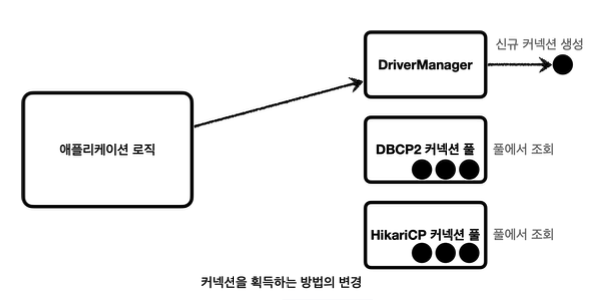 신규 커넥션 생성
DriverManager
애플리케이션 로직
DBCP2 커넥션 풀
풀에서 조회
HikariCP 커넥션 풀
풀에서 조회
커넥션을 획득하는 방법의 변경